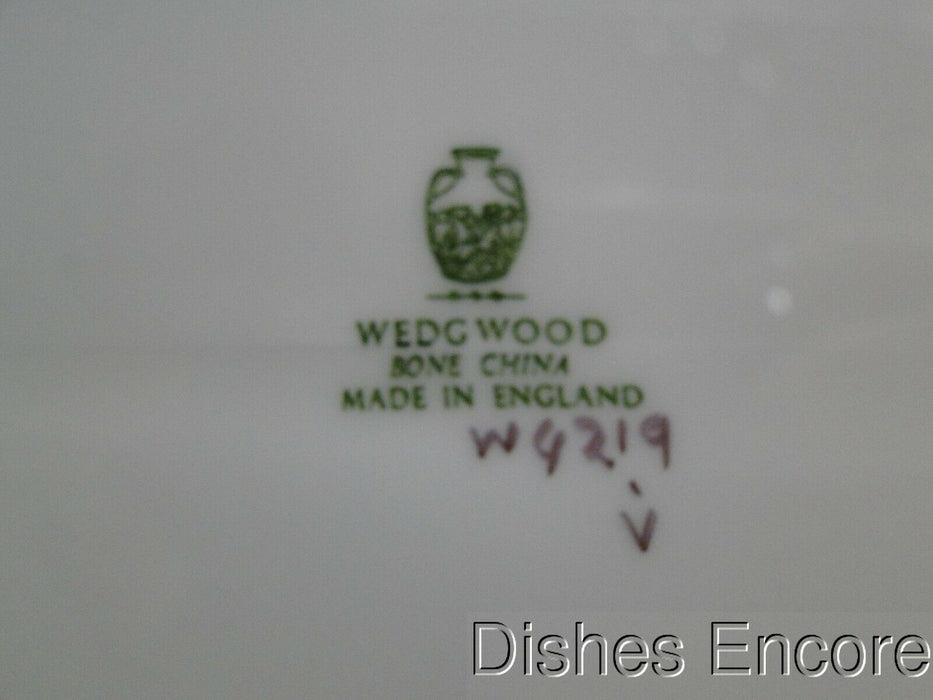 WEDGWOOD
BONE CHINA
MADE IN ENGLAND
W4219
V
Dishes Encore